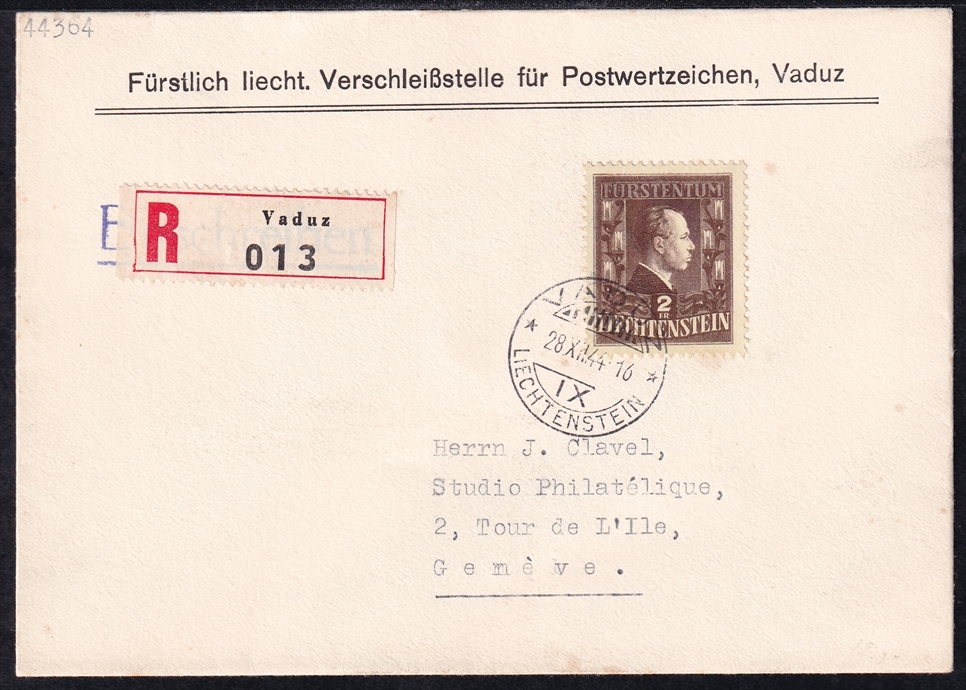 44364
Fürstlich liecht. Verschleißstelle für Postwertzeichen, Vaduz
R
Vaduz
013
FÜRSTENTUM
2
FR
LIECHTENSTEIN
VADUZ
28.XII.44-16
IX
LIECHTENSTEIN
Herrn J. Clavel,
Studio Philatélique,
2, Tour de L'Ile,
Genève.